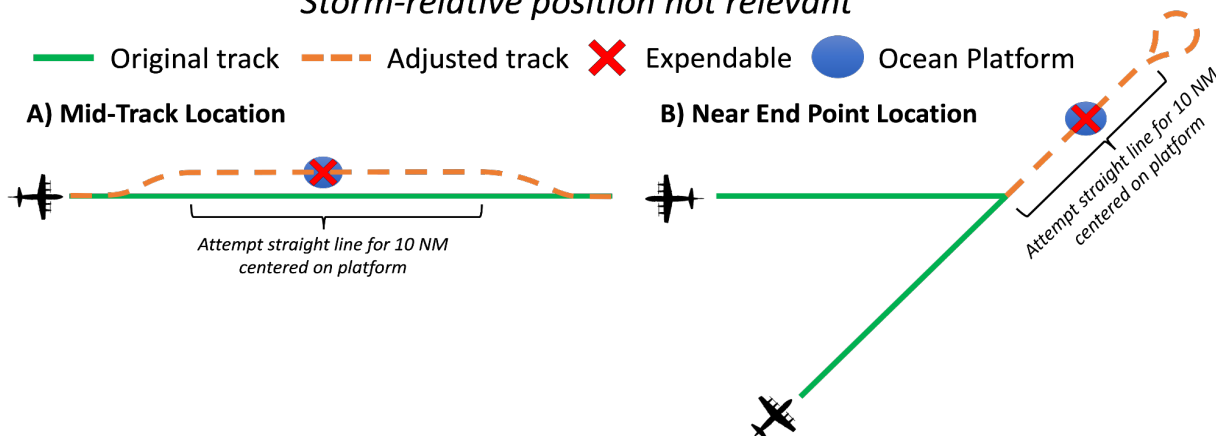 Storm-relative position not relevant
Original track
Adjusted track
Expendable
Ocean Platform
A) Mid-Track Location
Attempt straight line for 10 NM
centered on platform
B) Near End Point Location
Attempt straight line for 10 NM
centered on platform